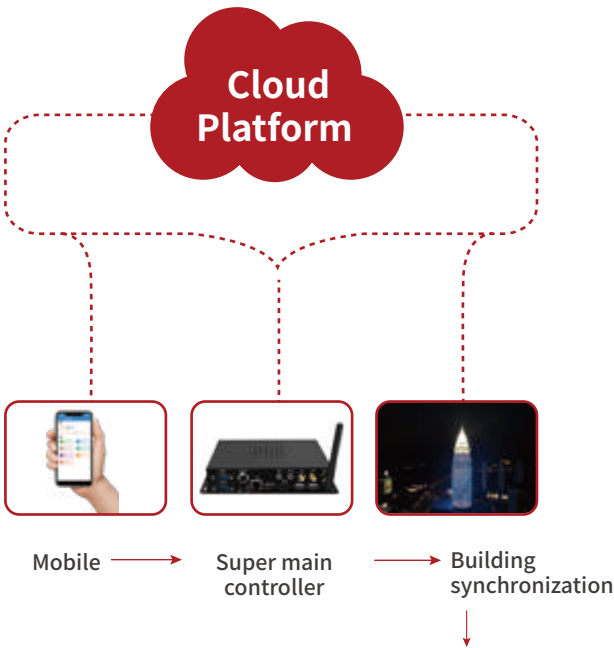 Cloud
Platform
Mobile
Super main
controller
Building
synchronization